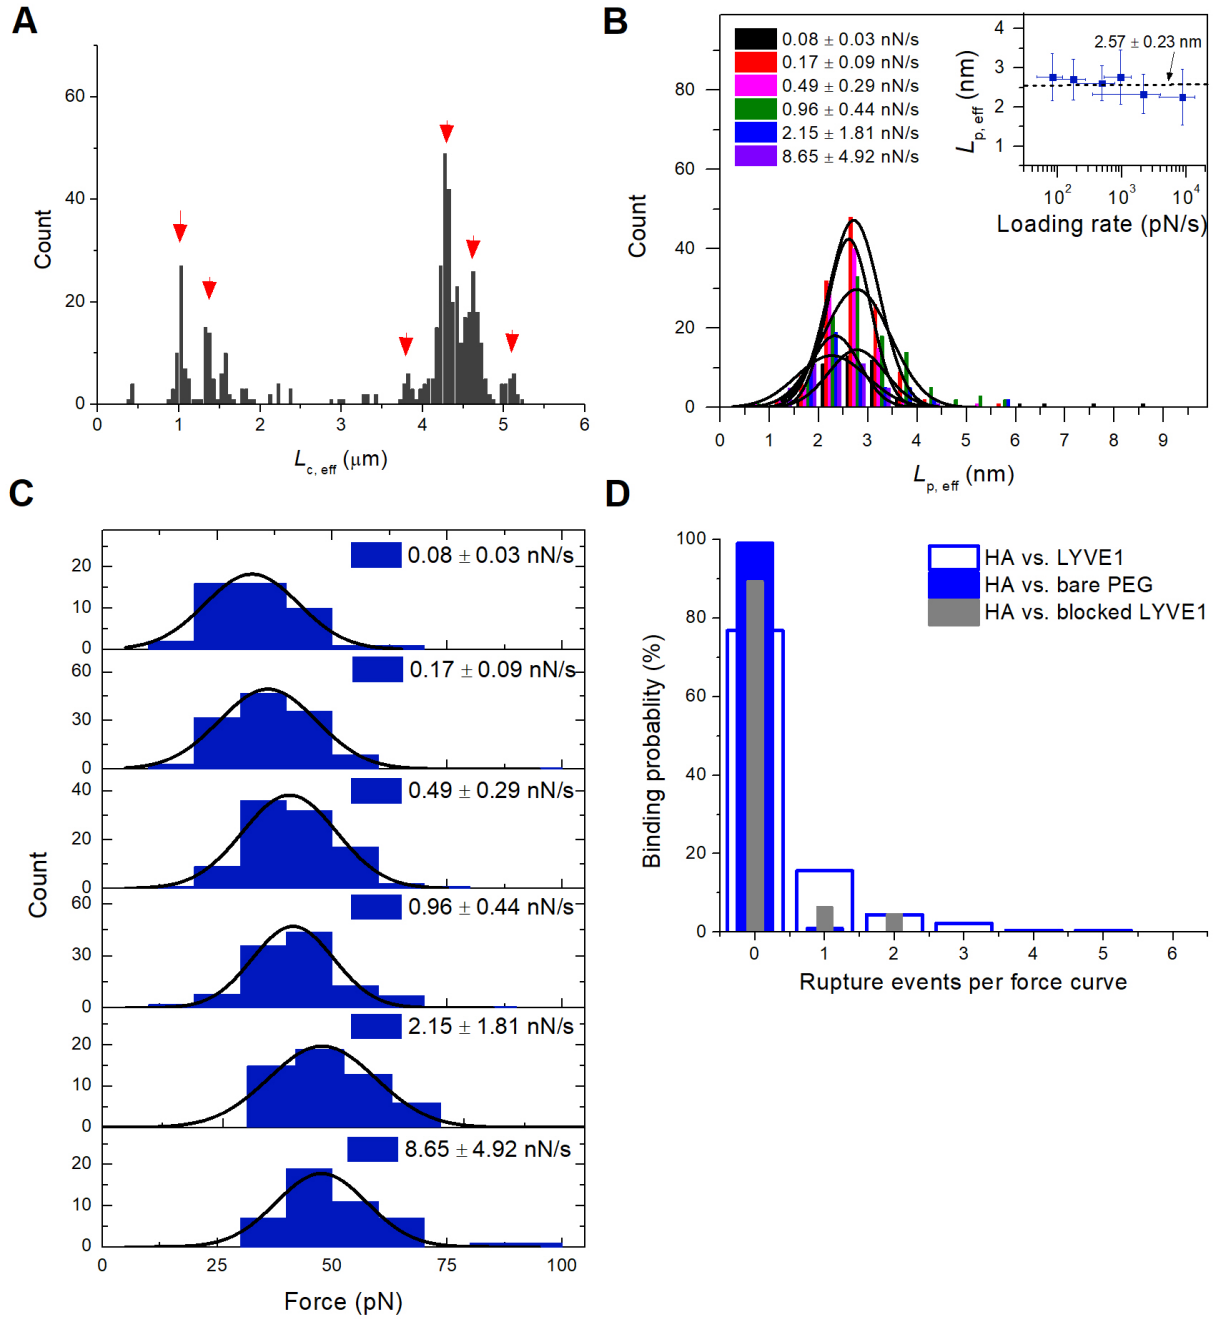 A
60
40
20
0
Count
0 1 2 3 4 5 6
Lc, eff (μm)
B
0.08 ± 0.03 nN/s
0.17 ± 0.09 nN/s
0.49 ± 0.29 nN/s
0.96 ± 0.44 nN/s
2.15 ± 1.81 nN/s
8.65 ± 4.92 nN/s
80
60
40
20
0
Count
0 1 2 3 4 5 6 7 8 9
Lp, eff (nm)
4
3
2
1
Lp, eff (nm)
2.57 ± 0.23 nm
10² 10³ 10⁴
Loading rate (pN/s)
C
0.08 ± 0.03 nN/s
20
10
0
0.17 ± 0.09 nN/s
60
30
0
0.49 ± 0.29 nN/s
40
20
0
0.96 ± 0.44 nN/s
60
30
0
2.15 ± 1.81 nN/s
20
10
0
8.65 ± 4.92 nN/s
20
10
0
Count
0 25 50 75 100
Force (pN)
D
HA vs. LYVE1
HA vs. bare PEG
HA vs. blocked LYVE1
100
80
60
40
20
0
Binding probablity (%)
0 1 2 3 4 5 6
Rupture events per force curve